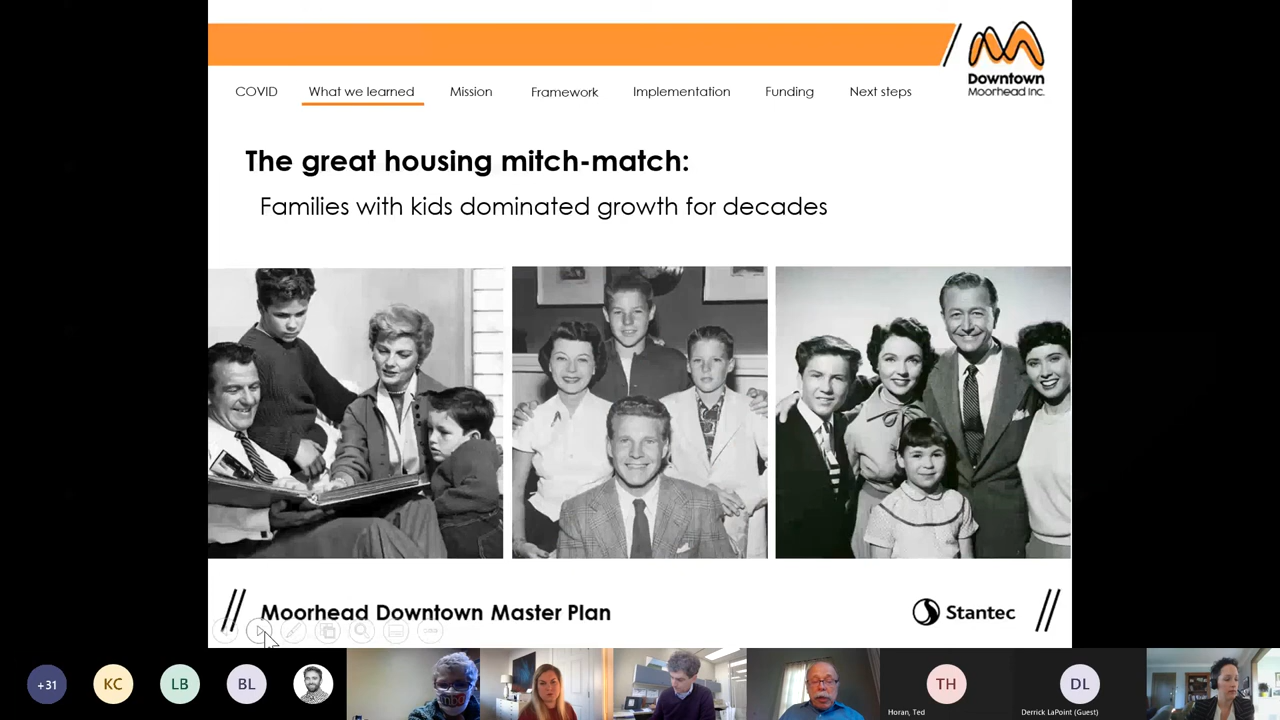 COVID
What we learned
Mission
Framework
Implementation
Funding
Next steps
Downtown
Moorhead Inc.
The great housing mitch-match:
Families with kids dominated growth for decades
Moorhead Downtown Master Plan
Stantec
+31
KC
LB
BL
TH
Horan, Ted
DL
Derrick LaPoint (Guest)